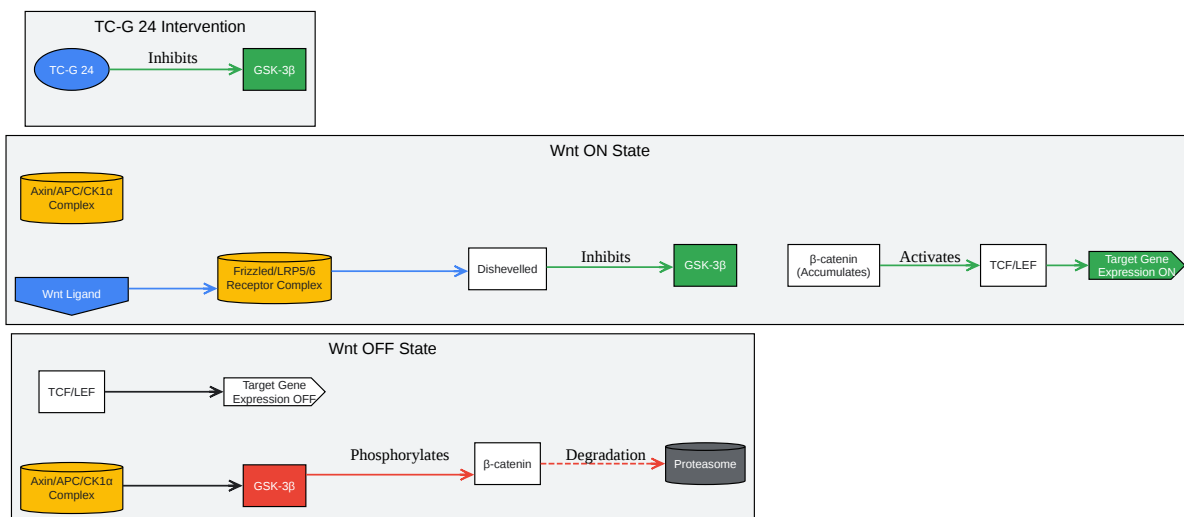 TC-G 24 Intervention
TC-G 24
Inhibits
GSK-3β
Wnt ON State
Axin/APC/CK1α
Complex
Wnt Ligand
Frizzled/LRP5/6
Receptor Complex
Dishevelled
Inhibits
GSK-3β
β-catenin
(Accumulates)
Activates
TCF/LEF
Target Gene
Expression ON
Wnt OFF State
TCF/LEF
Target Gene
Expression OFF
Axin/APC/CK1α
Complex
GSK-3β
Phosphorylates
β-catenin
Degradation
Proteasome